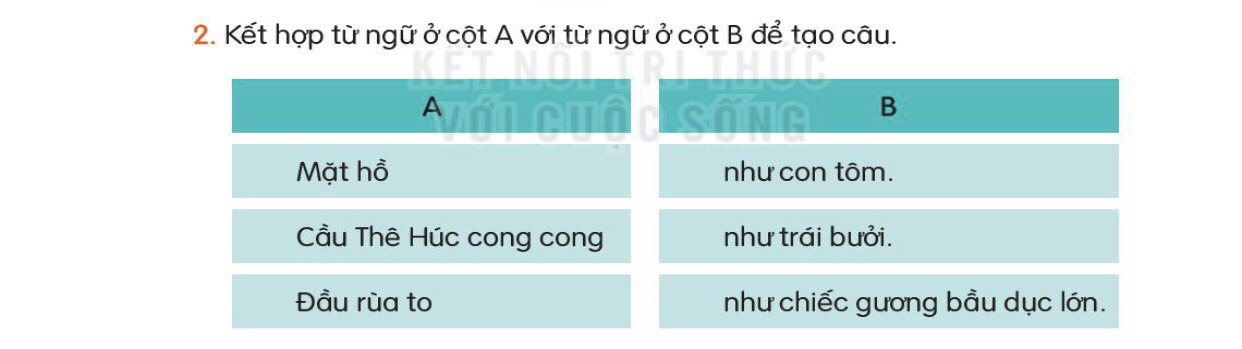 2. Kết hợp từ ngữ ở cột A với từ ngữ ở cột B để tạo câu.
KẾT NỐI TRI THỨC
VỚI CUỘC SỐNG
A B
Mặt hồ như con tôm.
Cầu Thê Húc cong cong như trái bưởi.
Đầu rùa to như chiếc gương bầu dục lớn.